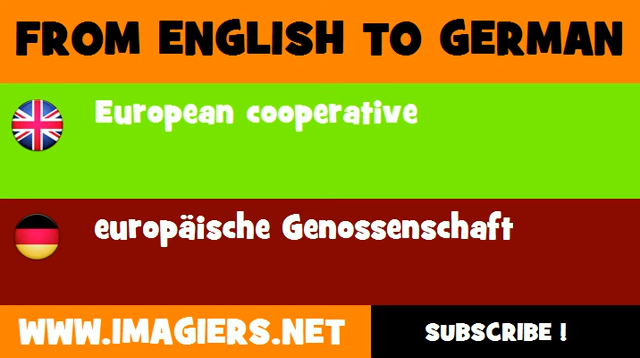 FROM ENGLISH TO GERMAN
European cooperative
europäische Genossenschaft
WWW.IMAGIERS.NET
SUBSCRIBE !